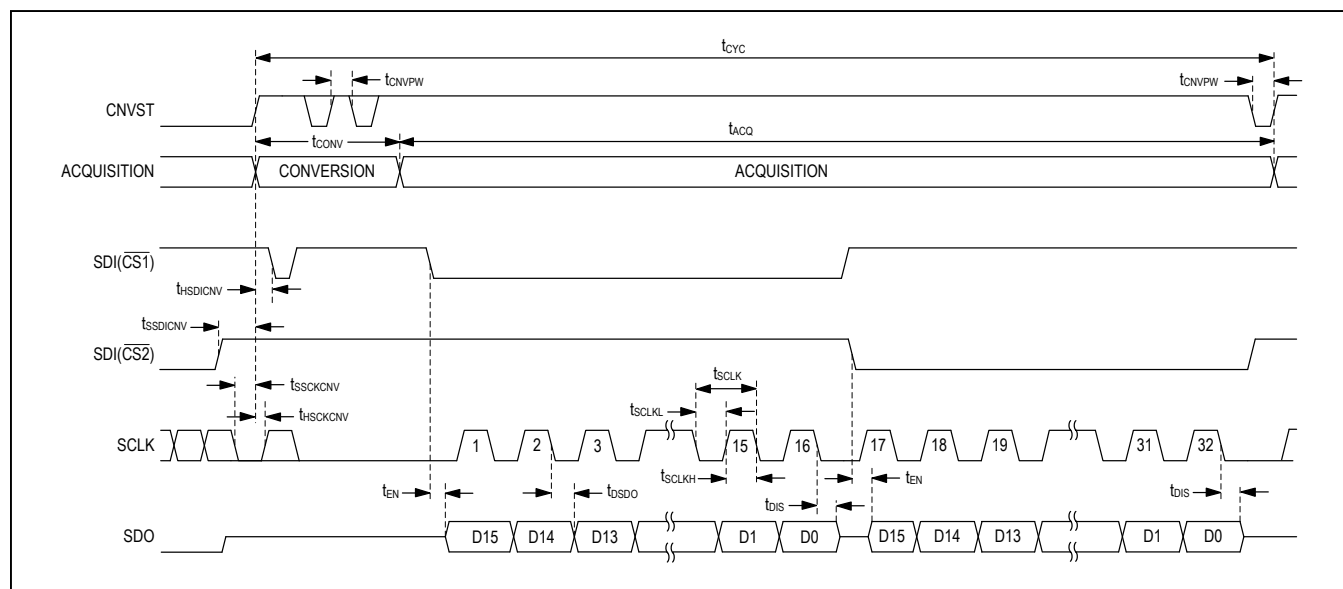 tCYC
tCNVPW
tCNVPW
CNVST
tCONV
tACQ
ACQUISITION
CONVERSION
ACQUISITION
SDI(CS1)
tHSDICNV
tSSDICNV
SDI(CS2)
tSSCKCNV
tSCLK
tHSCKCNV
tSCLKL
SCLK
1 2 3 15 16 17 18 19 31 32
tSCLKH
tEN
tDSDO
tDIS
tEN
tDIS
SDO
D15 D14 D13 D1 D0 D15 D14 D13 D1 D0